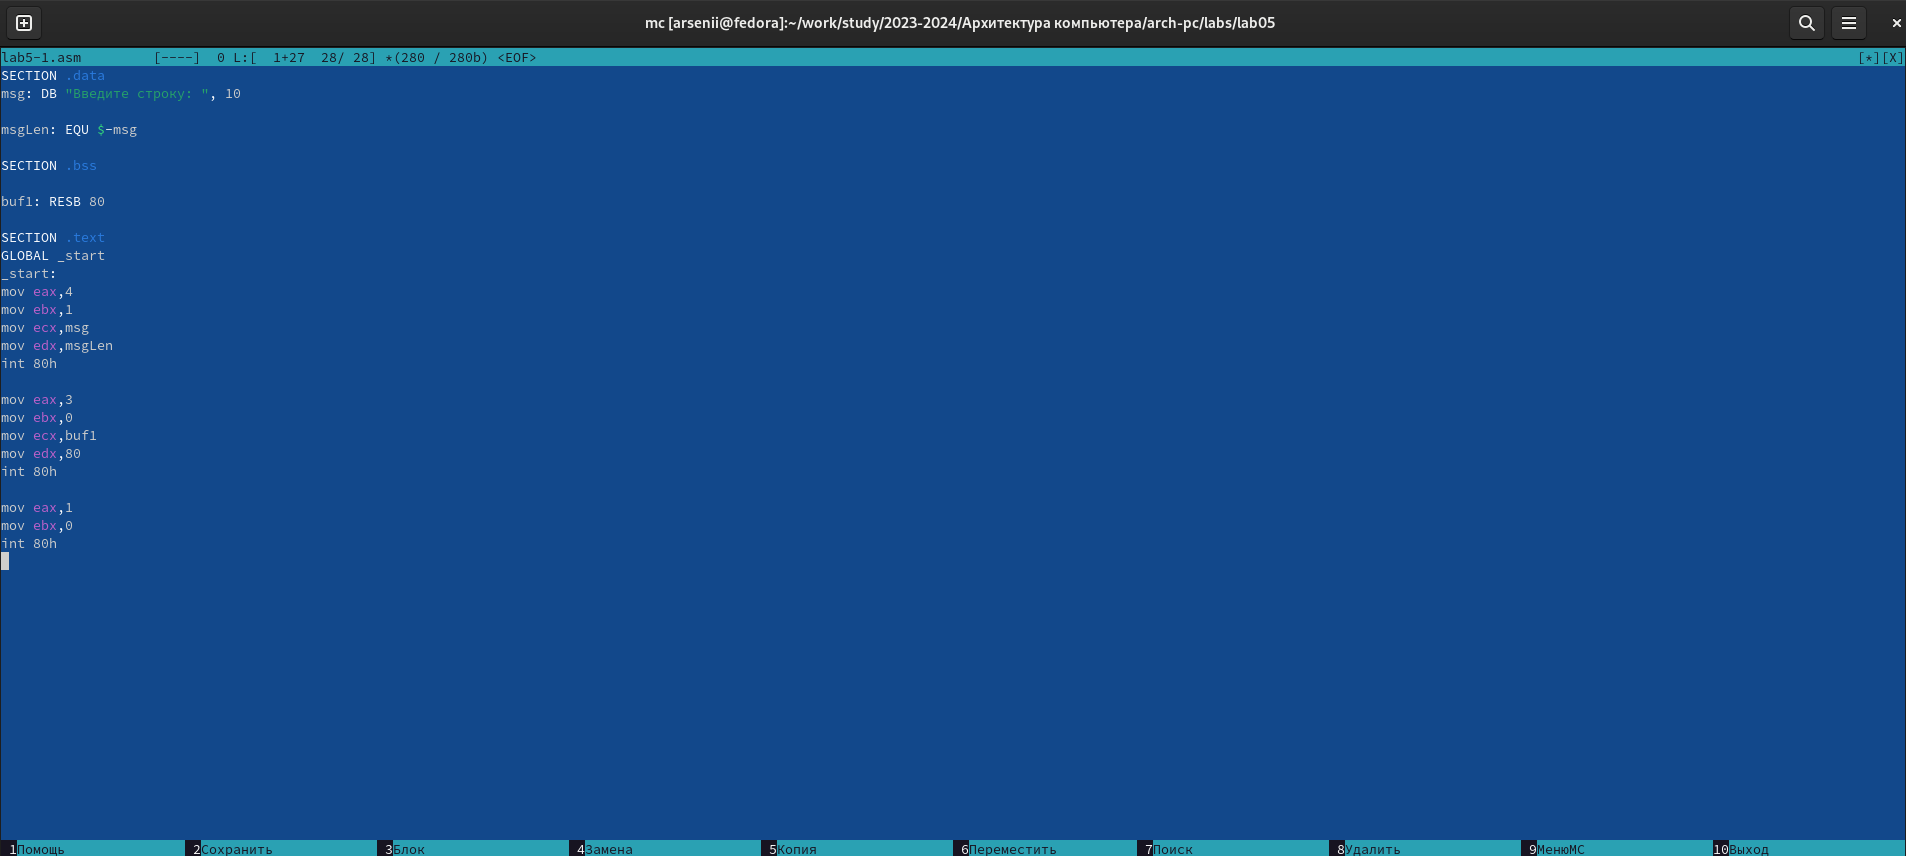 mc [arsenii@fedora]:~/work/study/2023-2024/Архитектура компьютера/arch-pc/labs/lab05
lab5-1.asm [----] 0 L:[ 1+27 28/ 28] *(280 / 280b) <EOF> [*][X]
SECTION .data
msg: DB "Введите строку: ", 10
msgLen: EQU $-msg
SECTION .bss
buf1: RESB 80
SECTION .text
GLOBAL _start
_start:
mov eax,4
mov ebx,1
mov ecx,msg
mov edx,msgLen
int 80h
mov eax,3
mov ebx,0
mov ecx,buf1
mov edx,80
int 80h
mov eax,1
mov ebx,0
int 80h
1Помощь 2Сохранить 3Блок 4Замена 5Копия 6Переместить 7Поиск 8Удалить 9МенюMC 10Выход